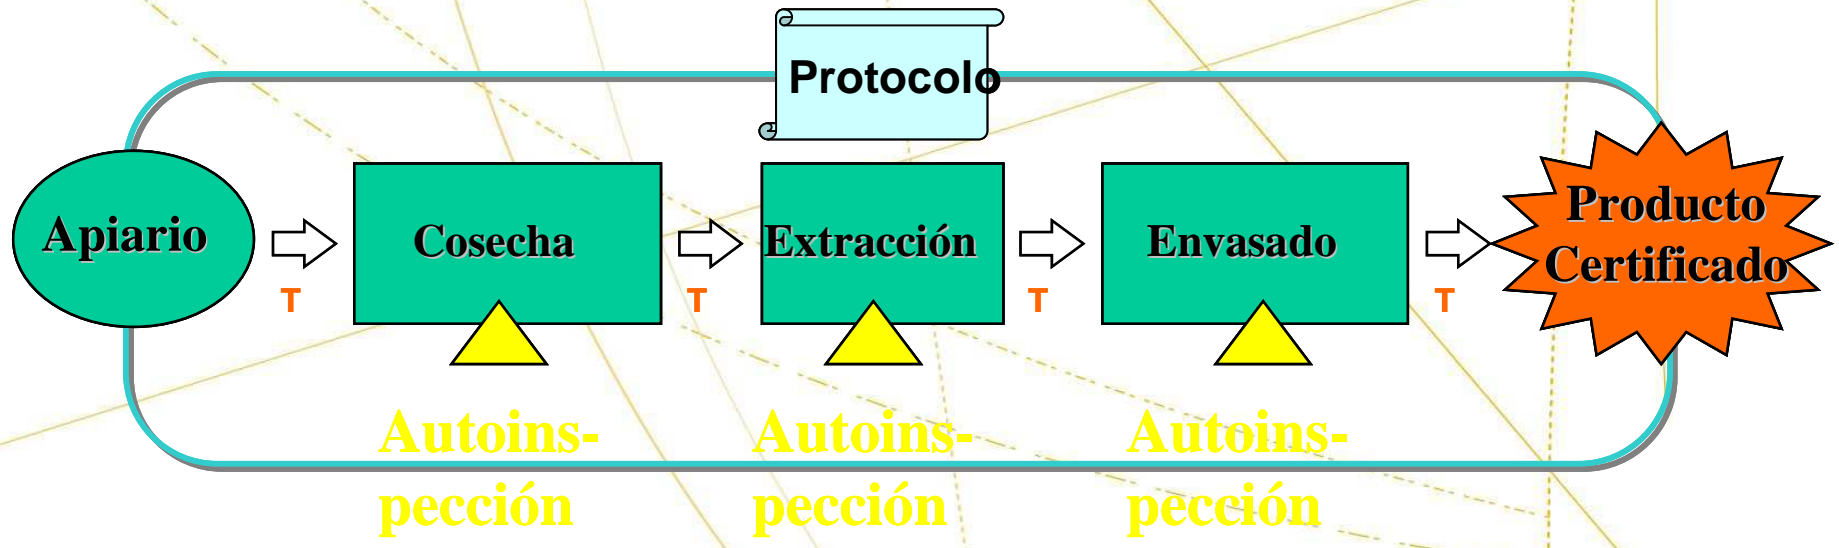 Protocolo
Apiario
Cosecha
Extracción
Envasado
Producto
Certificado
T
T
T
T
Autoins-
pección
Autoins-
pección
Autoins-
pección